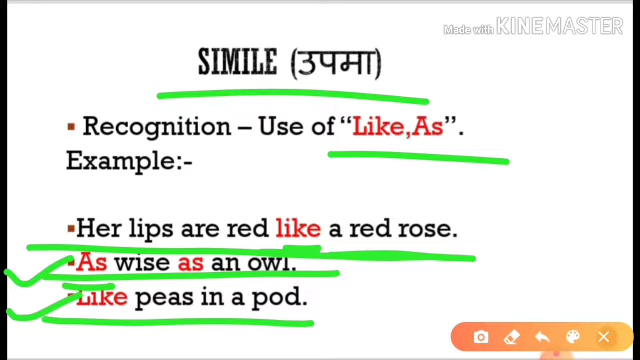 Made with KINEMASTER
SIMILE (उपमा)
▪ Recognition – Use of “Like,As”.
Example:-
▪Her lips are red like a red rose.
▪As wise as an owl.
▪Like peas in a pod.